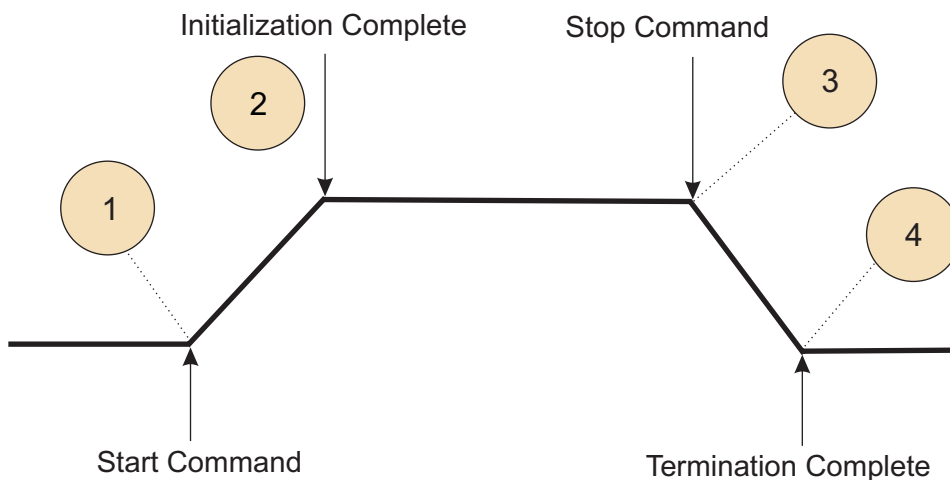 Initialization Complete
Stop Command
2
3
1
4
Start Command
Termination Complete